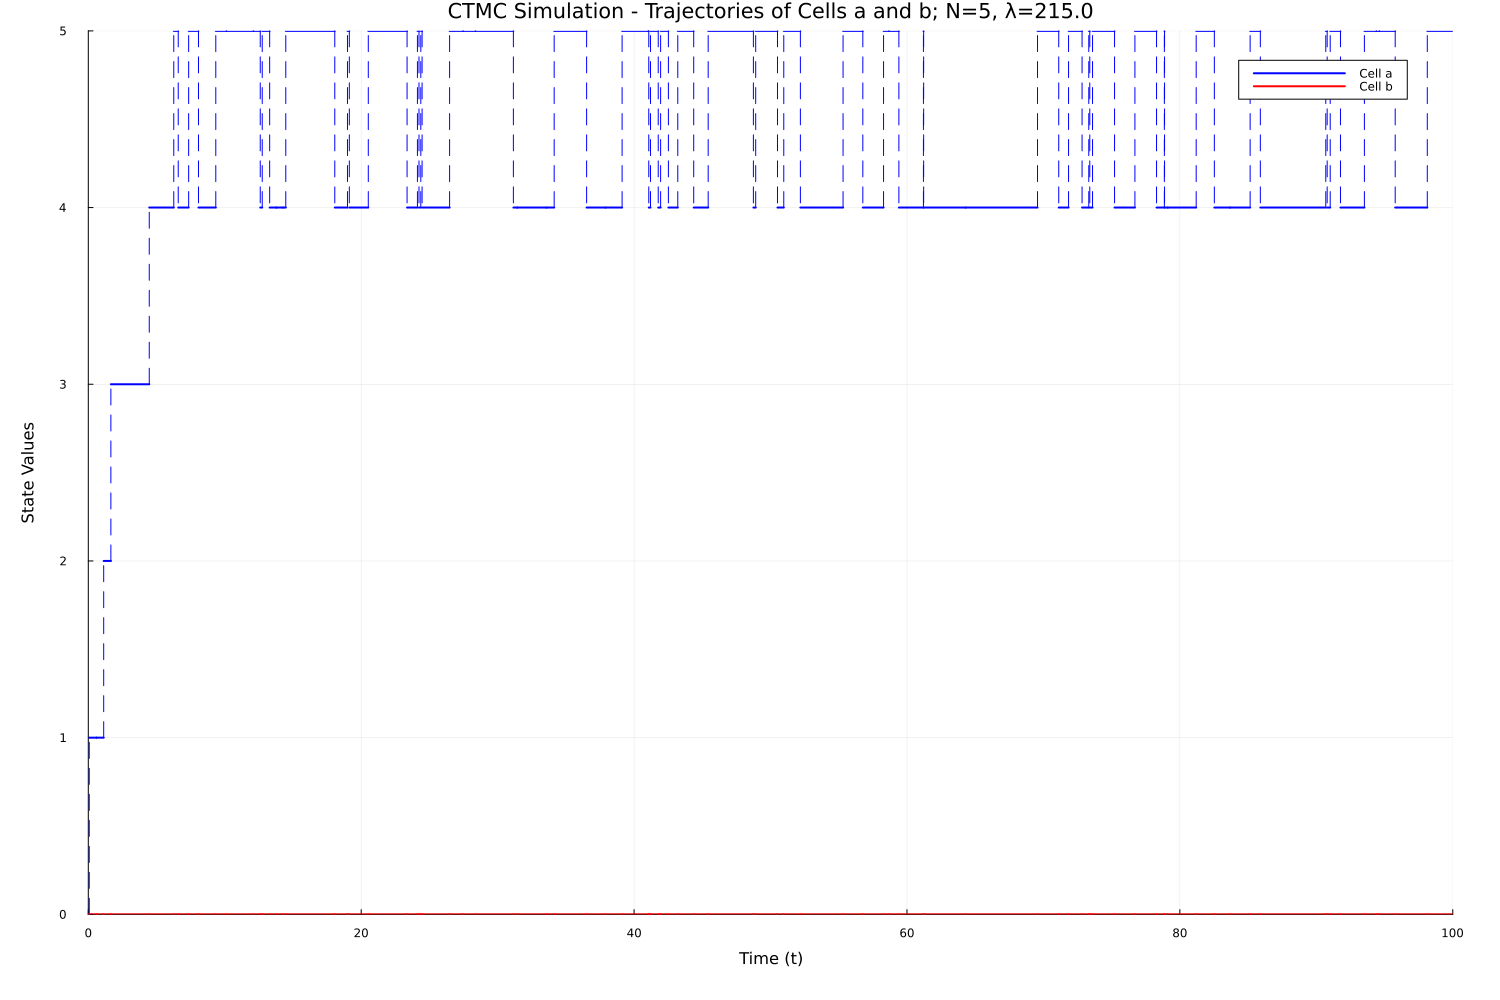 CTMC Simulation - Trajectories of Cells a and b; N=5, λ=215.0
5
Cell a
Cell b
4
3
State Values
2
1
0
0 20 40 60 80 100
Time (t)